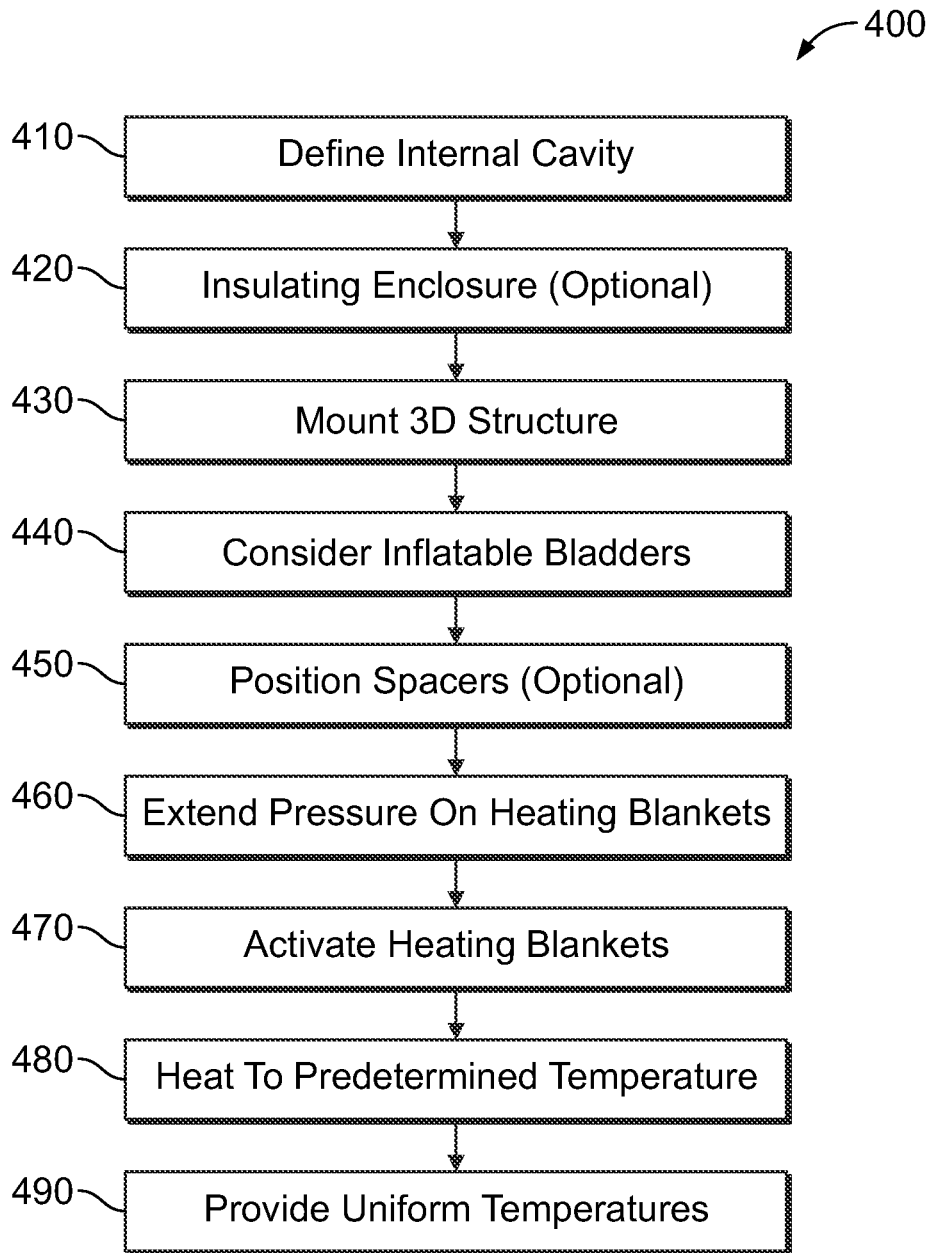 400
410 Define Internal Cavity
420 Insulating Enclosure (Optional)
430 Mount 3D Structure
440 Consider Inflatable Bladders
450 Position Spacers (Optional)
460 Extend Pressure On Heating Blankets
470 Activate Heating Blankets
480 Heat To Predetermined Temperature
490 Provide Uniform Temperatures